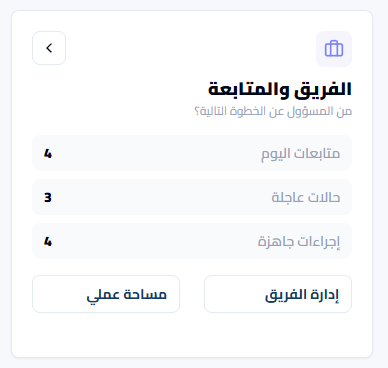 الفريق والمتابعة
من المسؤول عن الخطوة التالية؟
متابعات اليوم 4
حالات عاجلة 3
إجراءات جاهزة 4
إدارة الفريق
مساحة عملي